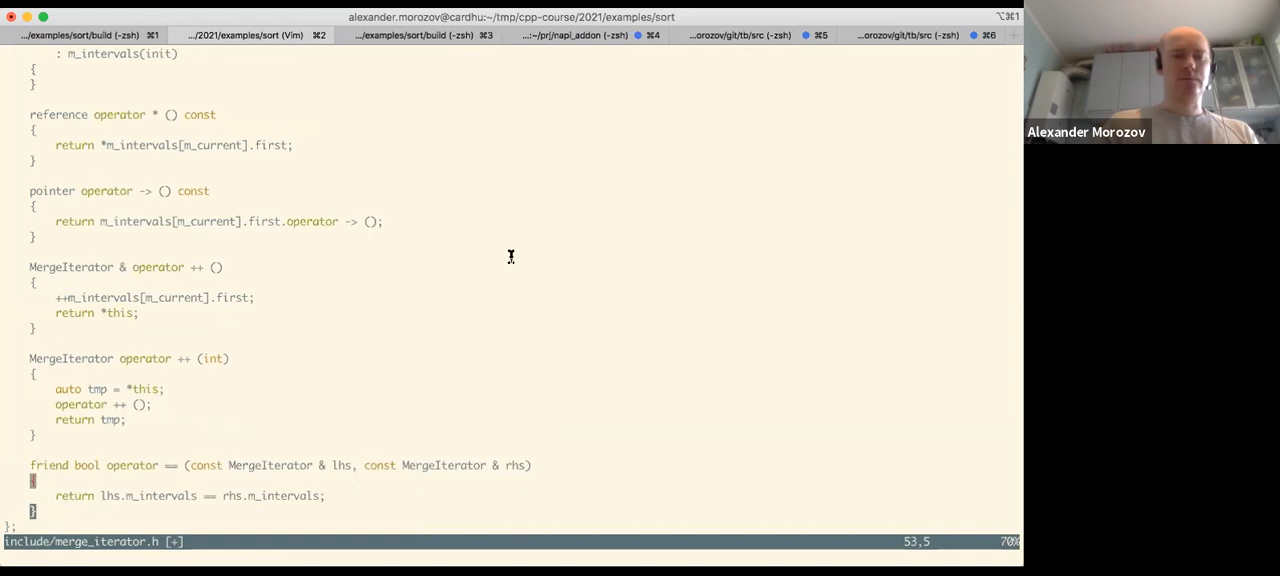 alexander.morozov@cardhu:~/tmp/cpp-course/2021/examples/sort
⌥⌘1
.../examples/sort/build (-zsh) ⌘1
.../2021/examples/sort (Vim) ⌘2
.../examples/sort/build (-zsh) ⌘3
...:~/prj/napi_addon (-zsh) ⌘4
...orozov/git/tb/src (-zsh) ⌘5
...orozov/git/tb/src (-zsh) ⌘6
: m_intervals(init)
{
}
reference operator * () const
{
return *m_intervals[m_current].first;
}
pointer operator -> () const
{
return m_intervals[m_current].first.operator -> ();
}
MergeIterator & operator ++ ()
{
++m_intervals[m_current].first;
return *this;
}
MergeIterator operator ++ (int)
{
auto tmp = *this;
operator ++ ();
return tmp;
}
friend bool operator == (const MergeIterator & lhs, const MergeIterator & rhs)
{
return lhs.m_intervals == rhs.m_intervals;
}
};
include/merge_iterator.h [+]
53,5
70%
Alexander Morozov